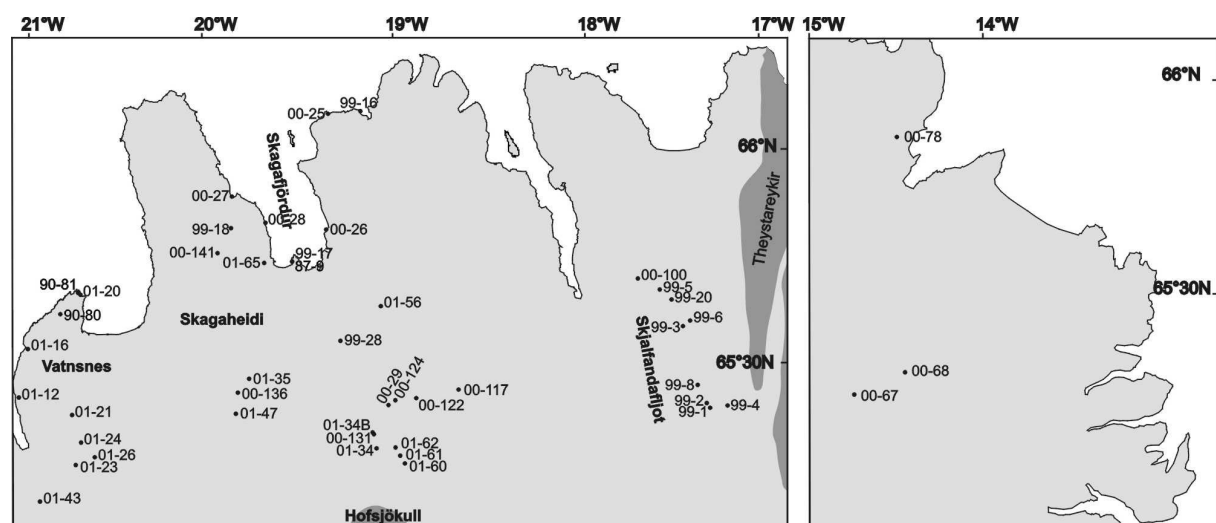 21°W
20°W
19°W
18°W
17°W
15°W
14°W
66°N
99-16
00-25
00-78
Skagafjördur
66°N
00-27
00-28
99-18
00-26
Theystareykir
00-141
99-17
01-65
87-9
00-100
90-81
01-20
99-5
65°30N
99-20
01-56
90-80
Skagaheidi
99-6
99-3
Skjalfandafljot
99-28
01-16
Vatnsnes
65°30N
00-68
01-35
00-29
00-124
99-8
00-117
01-12
00-136
00-67
00-122
99-2
99-4
01-21
01-47
99-1
01-34B
00-131
01-24
01-62
01-34
01-26
01-61
01-23
01-60
01-43
Hofsjökull